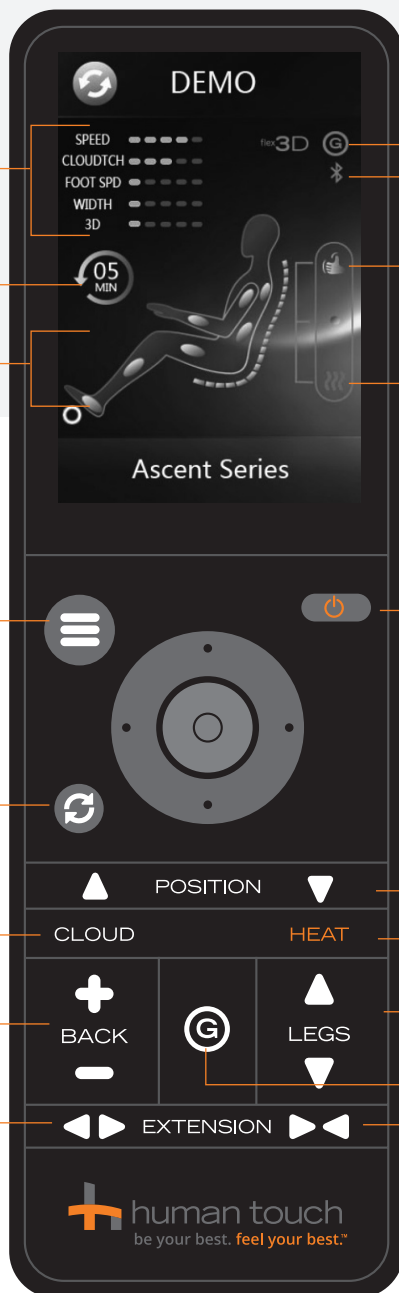 DEMO
SPEED
CLOUDTCH
FOOT SPD
WIDTH
3D
flex3D
G
05
MIN
Ascent Series
POSITION
CLOUD HEAT
BACK G LEGS
EXTENSION
human touch
be your best. feel your best.™